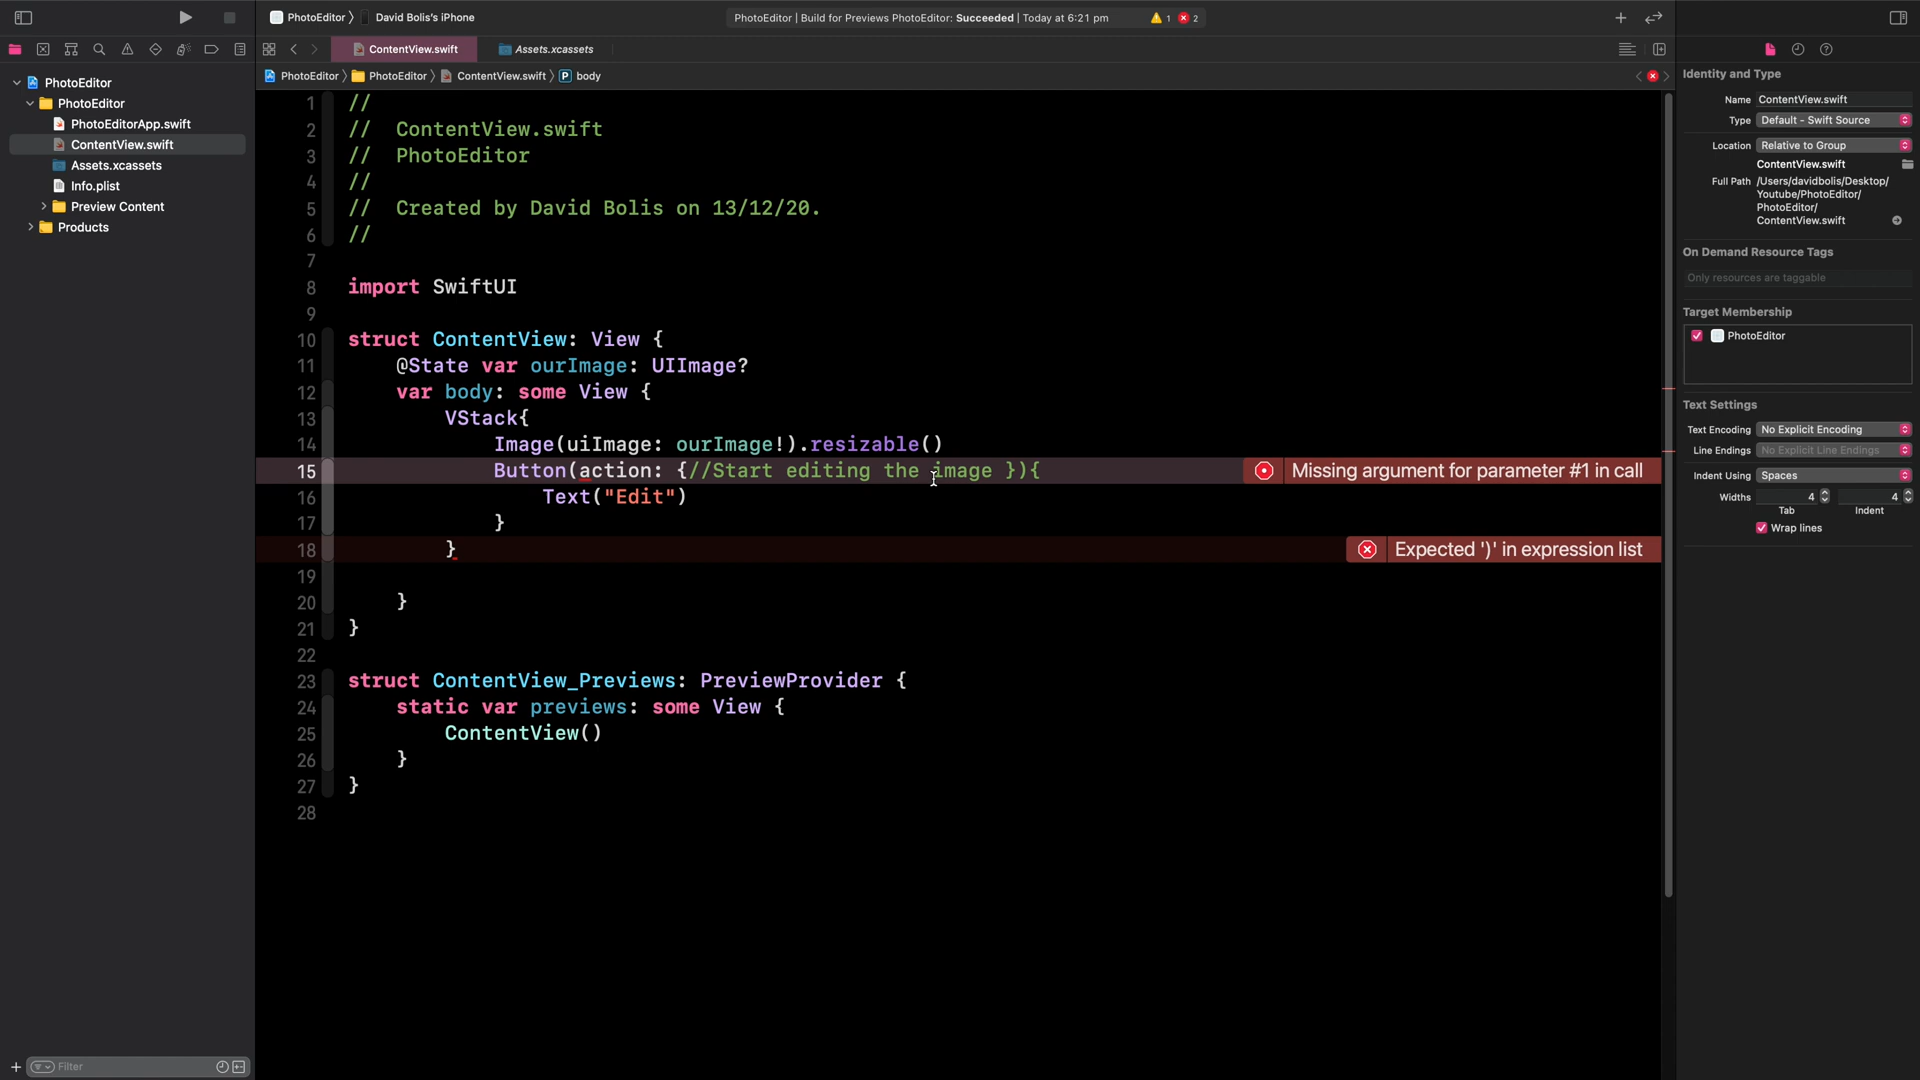 PhotoEditor 〉 David Bolis's iPhone
PhotoEditor | Build for Previews PhotoEditor: Succeeded | Today at 6:21 pm
1
2
ContentView.swift
Assets.xcassets
PhotoEditor 〉 PhotoEditor 〉 ContentView.swift 〉 P body
PhotoEditor
PhotoEditor
PhotoEditorApp.swift
ContentView.swift
Assets.xcassets
Info.plist
Preview Content
Products
Filter
1 //
2 //  ContentView.swift
3 //  PhotoEditor
4 //
5 //  Created by David Bolis on 13/12/20.
6 //
7
8 import SwiftUI
9
10 struct ContentView: View {
11     @State var ourImage: UIImage?
12     var body: some View {
13         VStack{
14             Image(uiImage: ourImage!).resizable()
15             Button(action: {//Start editing the image }){
Missing argument for parameter #1 in call
16                 Text("Edit")
17             }
18         }
Expected ')' in expression list
19
20     }
21 }
22
23 struct ContentView_Previews: PreviewProvider {
24     static var previews: some View {
25         ContentView()
26     }
27 }
28
Identity and Type
Name ContentView.swift
Type Default - Swift Source
Location Relative to Group
ContentView.swift
Full Path /Users/davidbolis/Desktop/
Youtube/PhotoEditor/
PhotoEditor/
ContentView.swift
On Demand Resource Tags
Only resources are taggable
Target Membership
PhotoEditor
Text Settings
Text Encoding No Explicit Encoding
Line Endings No Explicit Line Endings
Indent Using Spaces
Widths 4 4
Tab Indent
Wrap lines